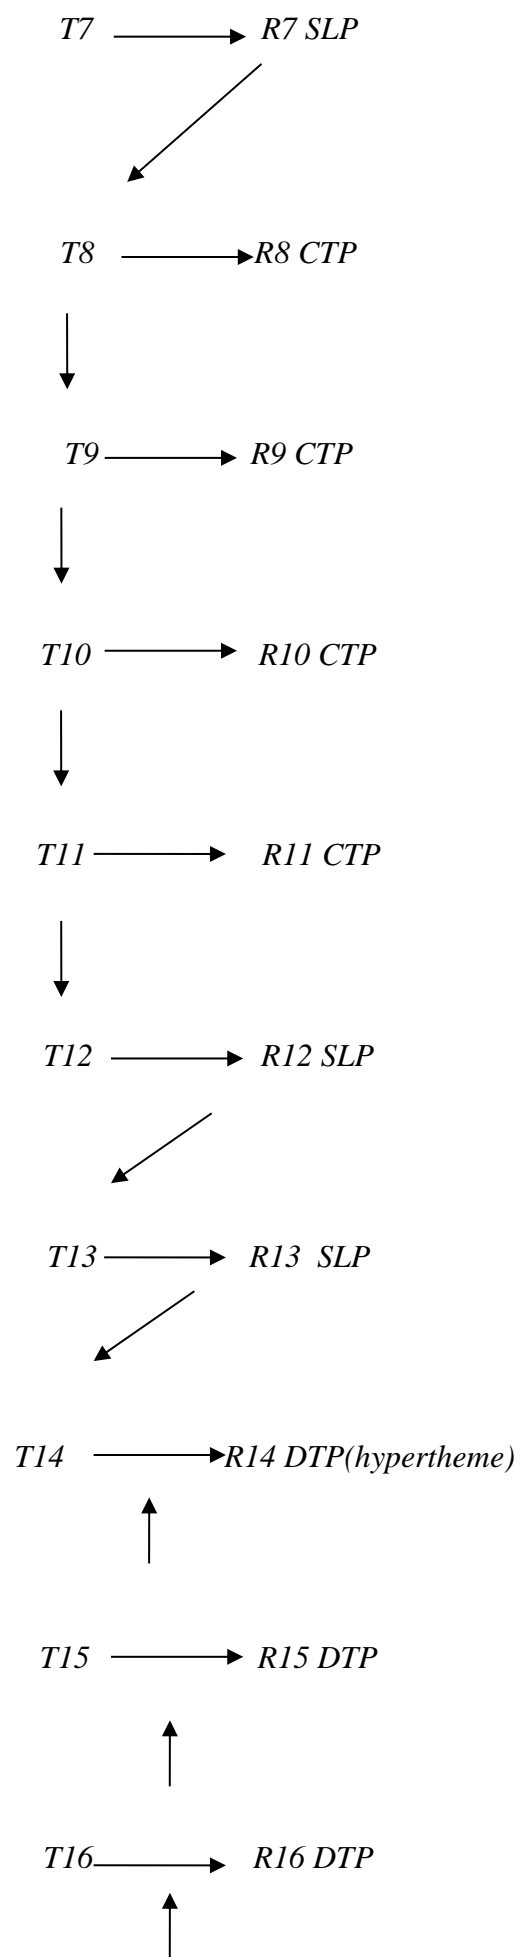 T7 R7 SLP
T8 R8 CTP
T9 R9 CTP
T10 R10 CTP
T11 R11 CTP
T12 R12 SLP
T13 R13 SLP
T14 R14 DTP(hypertheme)
T15 R15 DTP
T16 R16 DTP